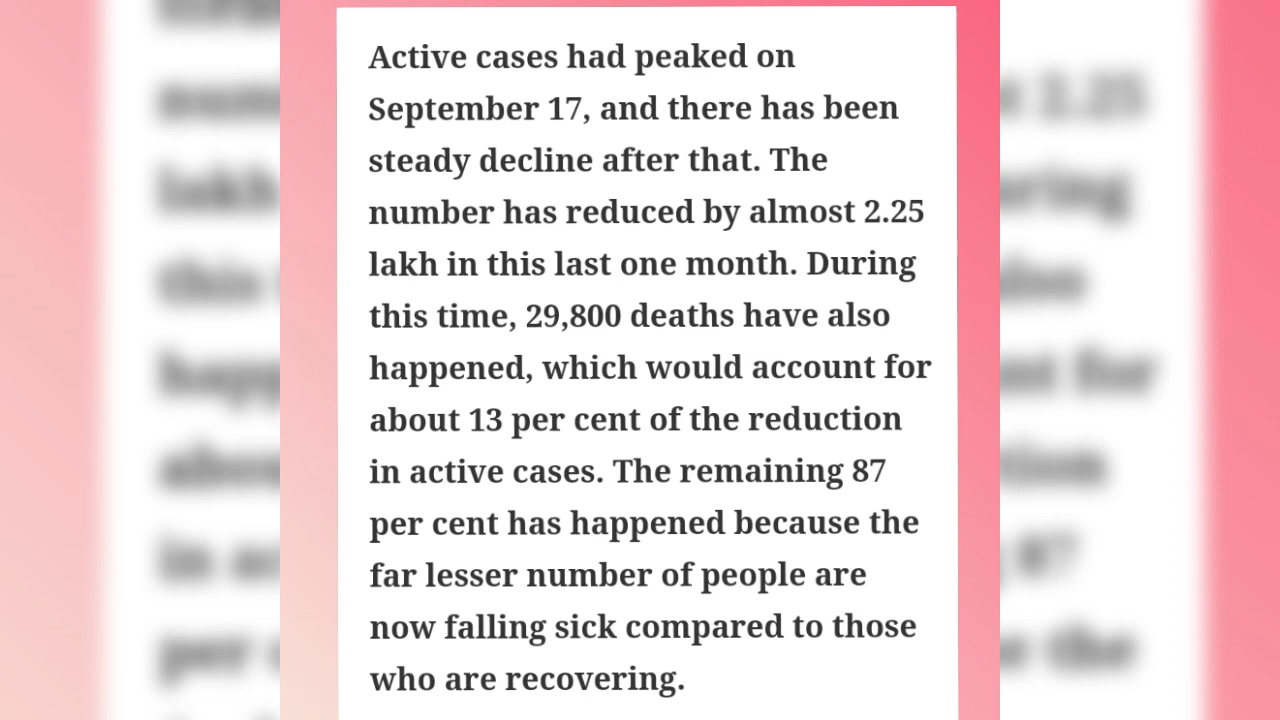 Active cases had peaked on
September 17, and there has been
steady decline after that. The
number has reduced by almost 2.25
lakh in this last one month. During
this time, 29,800 deaths have also
happened, which would account for
about 13 per cent of the reduction
in active cases. The remaining 87
per cent has happened because the
far lesser number of people are
now falling sick compared to those
who are recovering.